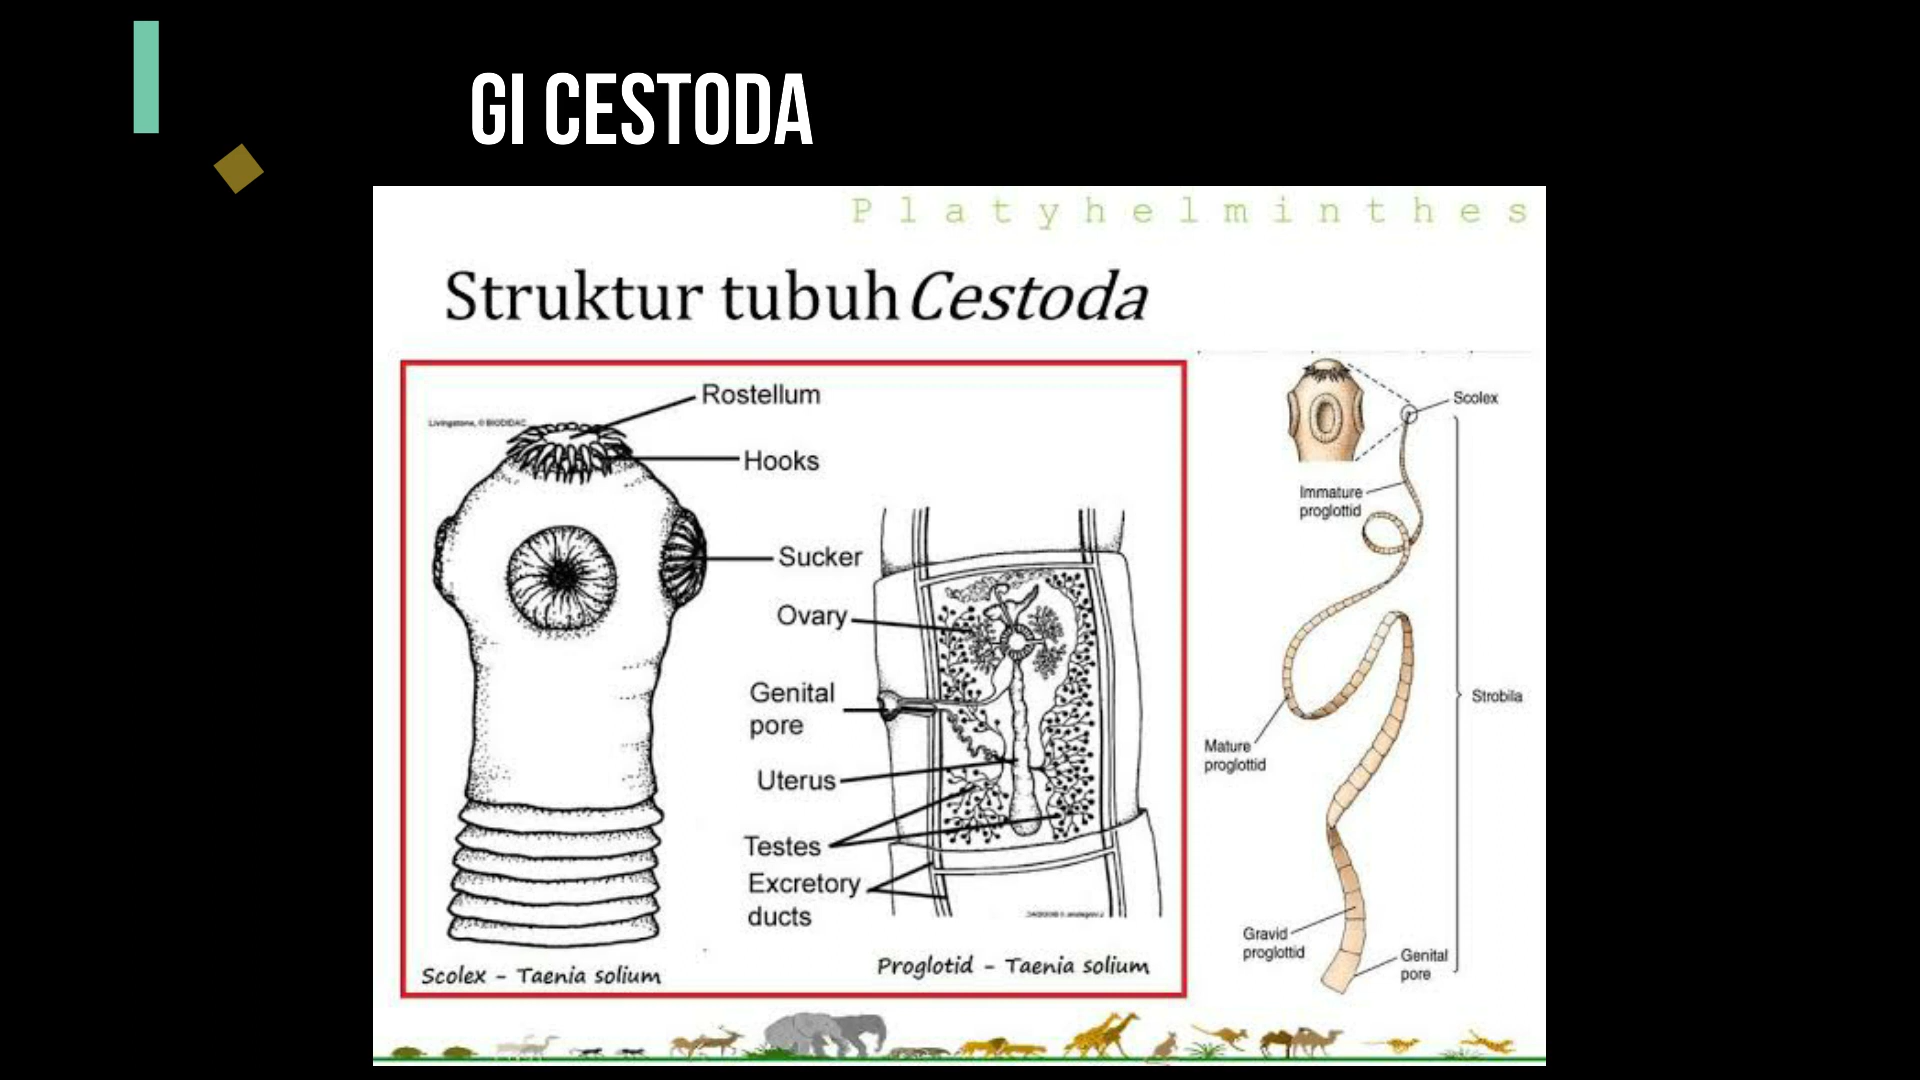 GI CESTODA
Platyhelminthes
Struktur tubuh Cestoda
Rostellum
Livingstone, © BIODIDAC
Hooks
Sucker
Ovary
Genital
pore
Uterus
Testes
Excretory
ducts
Scolex - Taenia solium
Proglotid - Taenia solium
Scolex
Immature
proglottid
Strobila
Mature
proglottid
Gravid
proglottid
Genital
pore